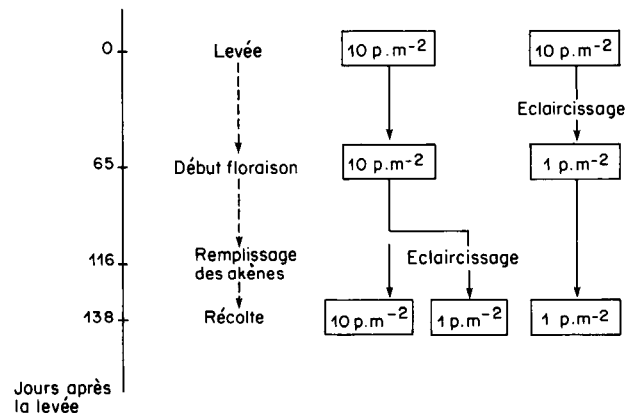 0
Levée
10 p.m-2
10 p.m-2
Eclaircissage
65
Début floraison
10 p.m-2
1 p.m-2
116
Remplissage
des akènes
Eclaircissage
138
Récolte
10 p.m-2
1 p.m-2
1 p.m-2
Jours après
la levée